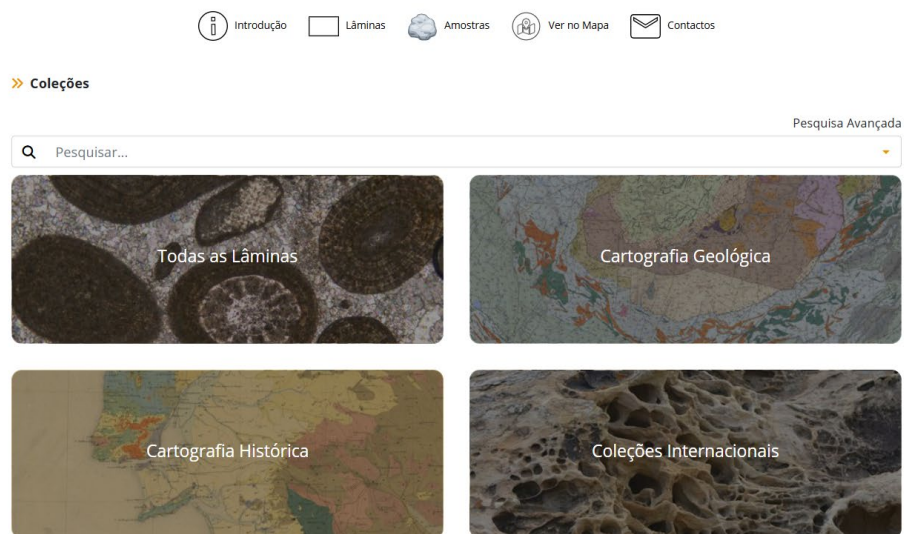 Introdução Lâminas Amostras Ver no Mapa Contactos
Coleções
Pesquisa Avançada
Pesquisar...
Todas as Lâminas
Cartografia Geológica
Cartografia Histórica
Coleções Internacionais